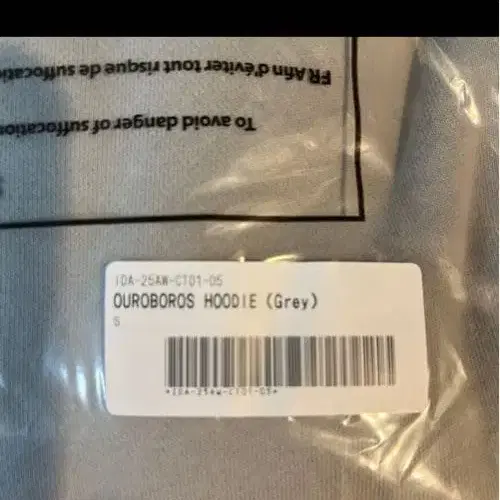 FR Afin d'éviter tout risque de suffocatio
To avoid danger of suffocation
IDA-25AW-CT01-05
OUROBOROS HOODIE (Grey)
S
*IDA-25AW-CT01-05*